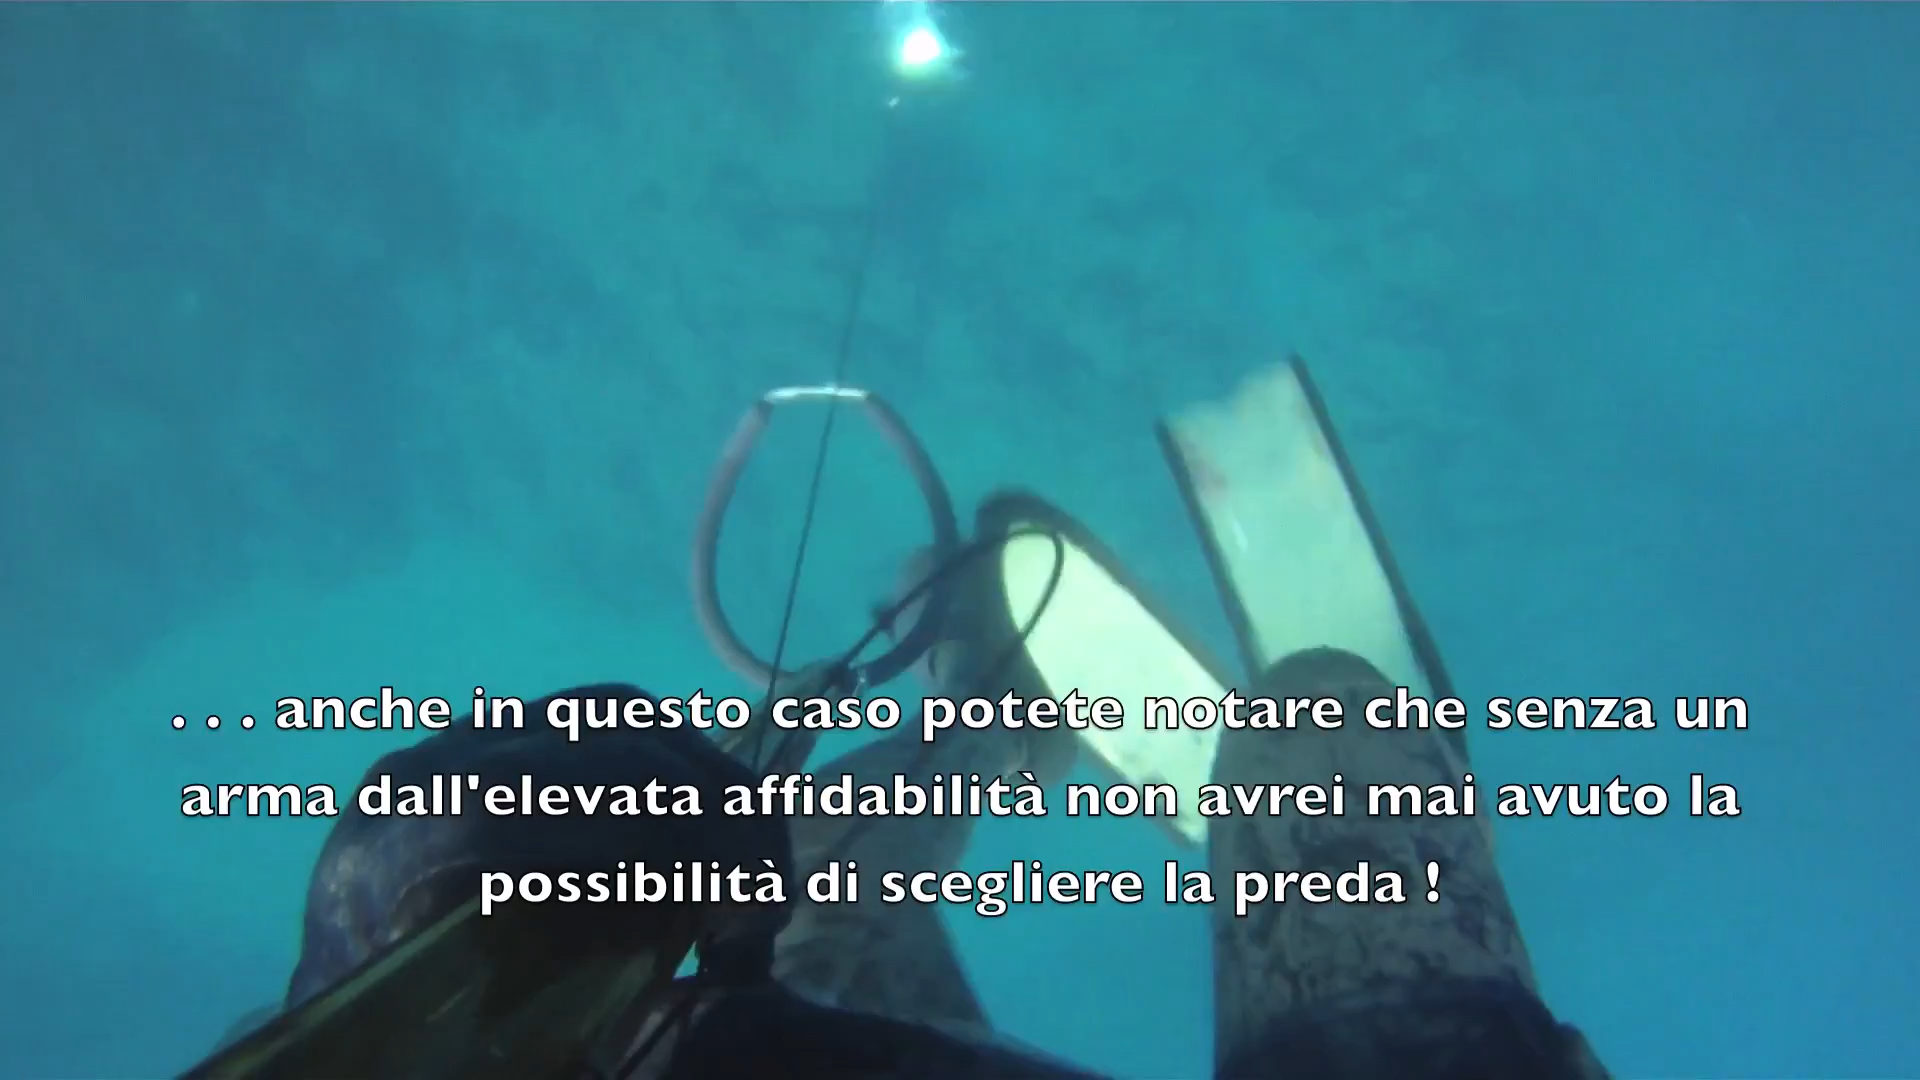 . . . anche in questo caso potete notare che senza un
arma dall'elevata affidabilità non avrei mai avuto la
possibilità di scegliere la preda !